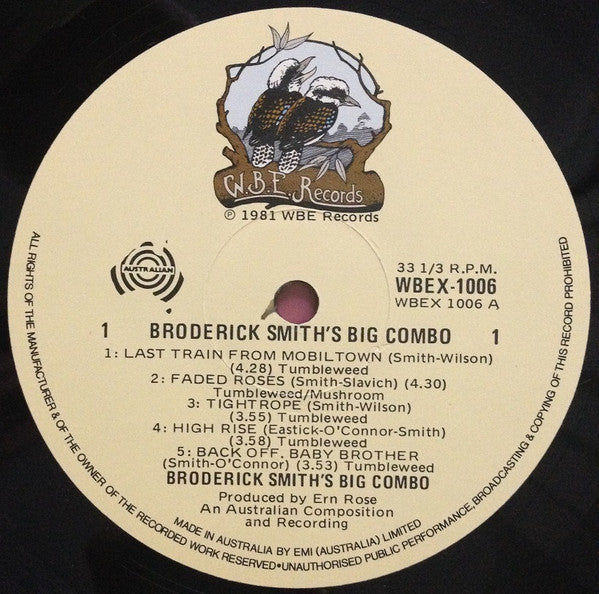 W.B.E. Records
℗ 1981 WBE Records
AUSTRALIAN
33 1/3 R.P.M.
WBEX-1006
WBEX 1006 A
1 BRODERICK SMITH'S BIG COMBO 1
1: LAST TRAIN FROM MOBILTOWN (Smith-Wilson)
(4.28) Tumbleweed
2: FADED ROSES (Smith-Slavich) (4.30)
Tumbleweed/Mushroom
3: TIGHTROPE (Smith-Wilson)
(3.55) Tumbleweed
4: HIGH RISE (Eastick-O'Connor-Smith)
(3.58) Tumbleweed
5: BACK OFF, BABY BROTHER
(Smith-O'Connor) (3.53) Tumbleweed
BRODERICK SMITH'S BIG COMBO
Produced by Ern Rose
An Australian Composition
and Recording
MADE IN AUSTRALIA BY EMI (AUSTRALIA) LIMITED
ALL RIGHTS OF THE MANUFACTURER & OF THE OWNER OF THE RECORDED WORK RESERVED•UNAUTHORISED PUBLIC PERFORMANCE, BROADCASTING & COPYING OF THIS RECORD PROHIBITED